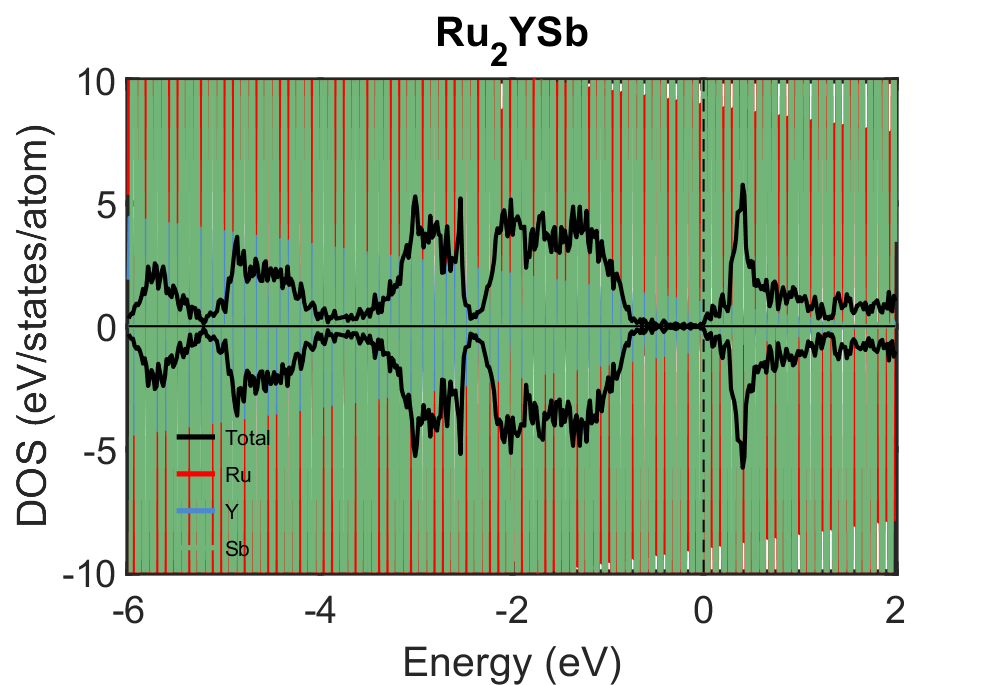 Ru₂YSb
DOS (eV/states/atom)
10
5
0
-5
-10
Total
Ru
Y
Sb
-6 -4 -2 0 2
Energy (eV)